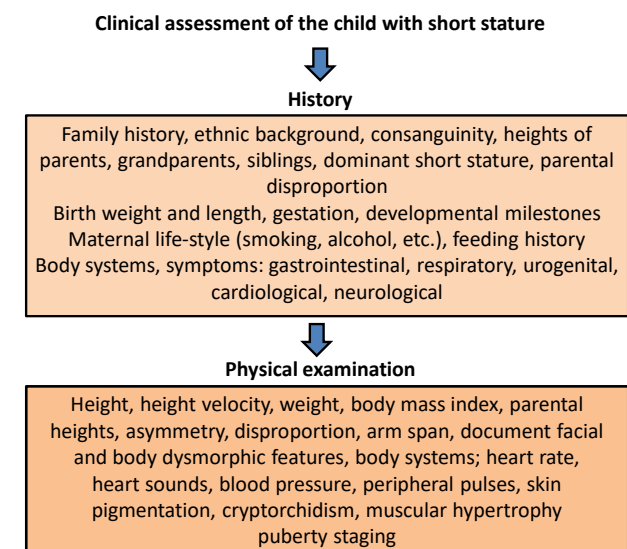 Clinical assessment of the child with short stature
History
Family history, ethnic background, consanguinity, heights of
parents, grandparents, siblings, dominant short stature, parental
disproportion
Birth weight and length, gestation, developmental milestones
Maternal life-style (smoking, alcohol, etc.), feeding history
Body systems, symptoms: gastrointestinal, respiratory, urogenital,
cardiological, neurological
Physical examination
Height, height velocity, weight, body mass index, parental
heights, asymmetry, disproportion, arm span, document facial
and body dysmorphic features, body systems; heart rate,
heart sounds, blood pressure, peripheral pulses, skin
pigmentation, cryptorchidism, muscular hypertrophy
puberty staging